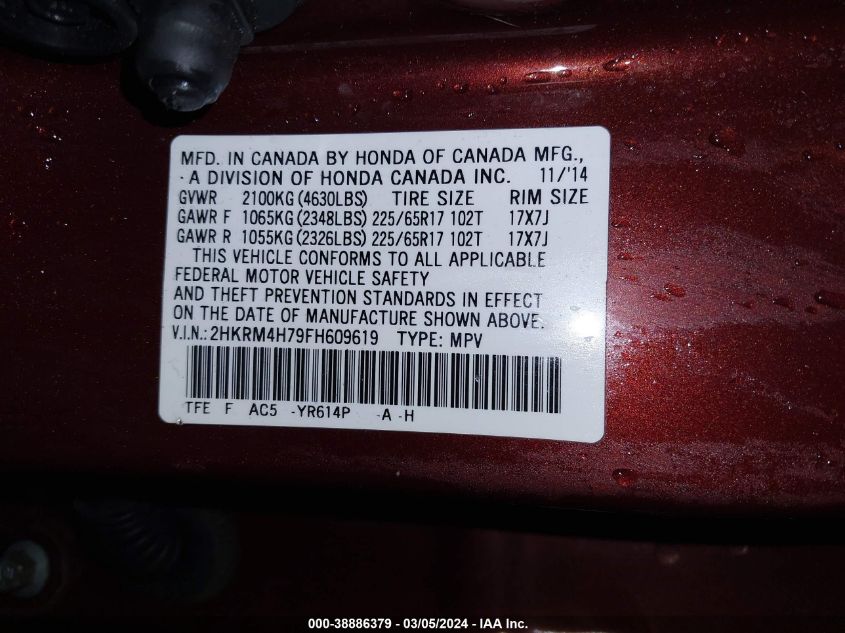 MFD. IN CANADA BY HONDA OF CANADA MFG.,
- A DIVISION OF HONDA CANADA INC. 11/'14
GVWR 2100KG (4630LBS) TIRE SIZE RIM SIZE
GAWR F 1065KG (2348LBS) 225/65R17 102T 17X7J
GAWR R 1055KG (2326LBS) 225/65R17 102T 17X7J
THIS VEHICLE CONFORMS TO ALL APPLICABLE
FEDERAL MOTOR VEHICLE SAFETY
AND THEFT PREVENTION STANDARDS IN EFFECT
ON THE DATE OF MANUFACTURE SHOWN ABOVE.
V.I.N.: 2HKRM4H79FH609619 TYPE: MPV
TFE F AC5 -YR614P -A -H
000-38886379 — 03/05/2024 - IAA Inc.